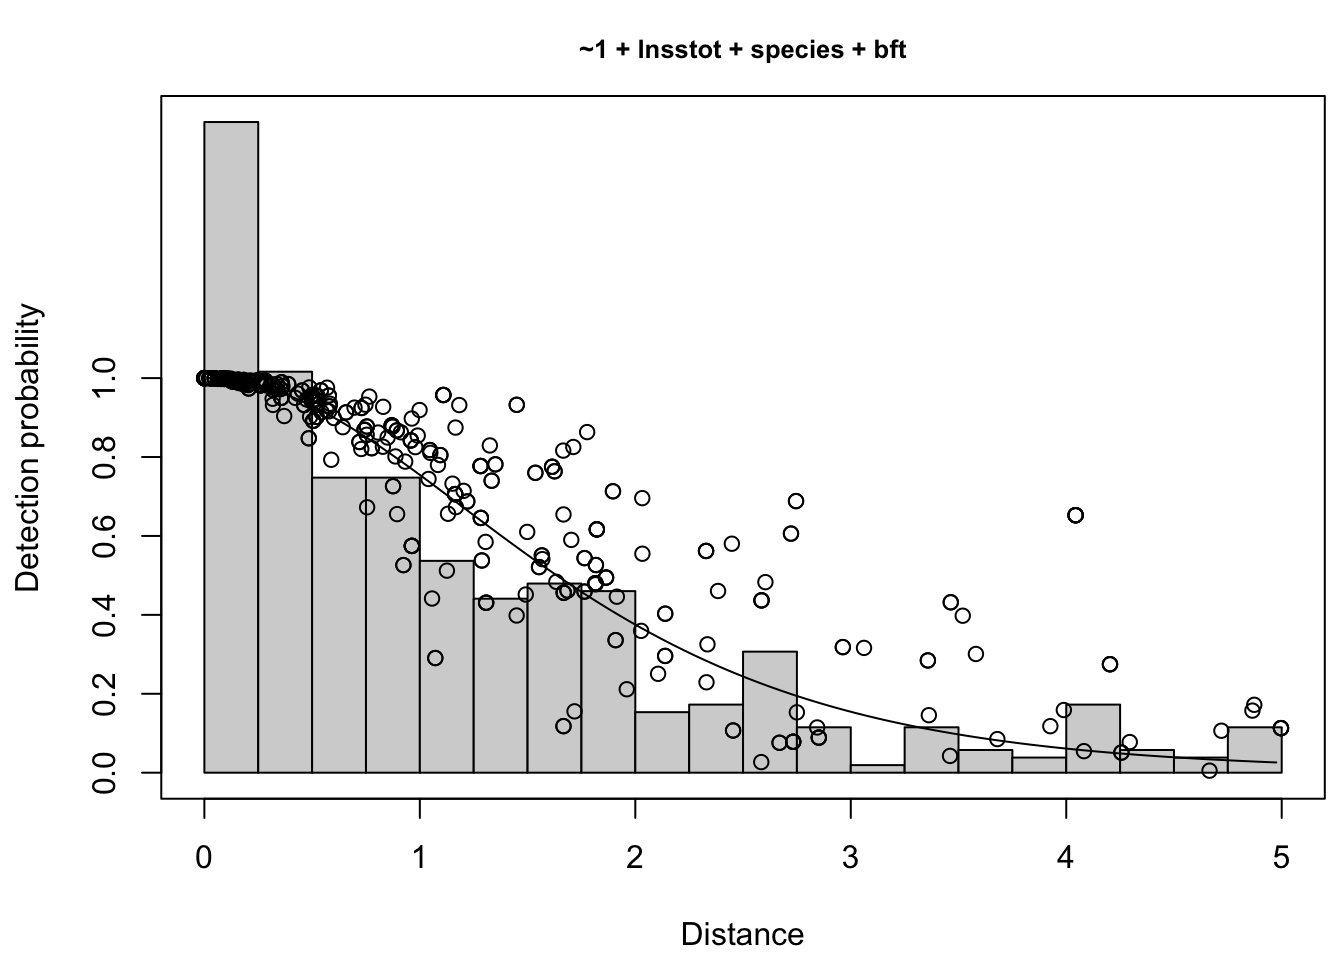 ~1 + lnsstot + species + bft
Detection probability
1.0
0.8
0.6
0.4
0.2
0.0
0 1 2 3 4 5
Distance